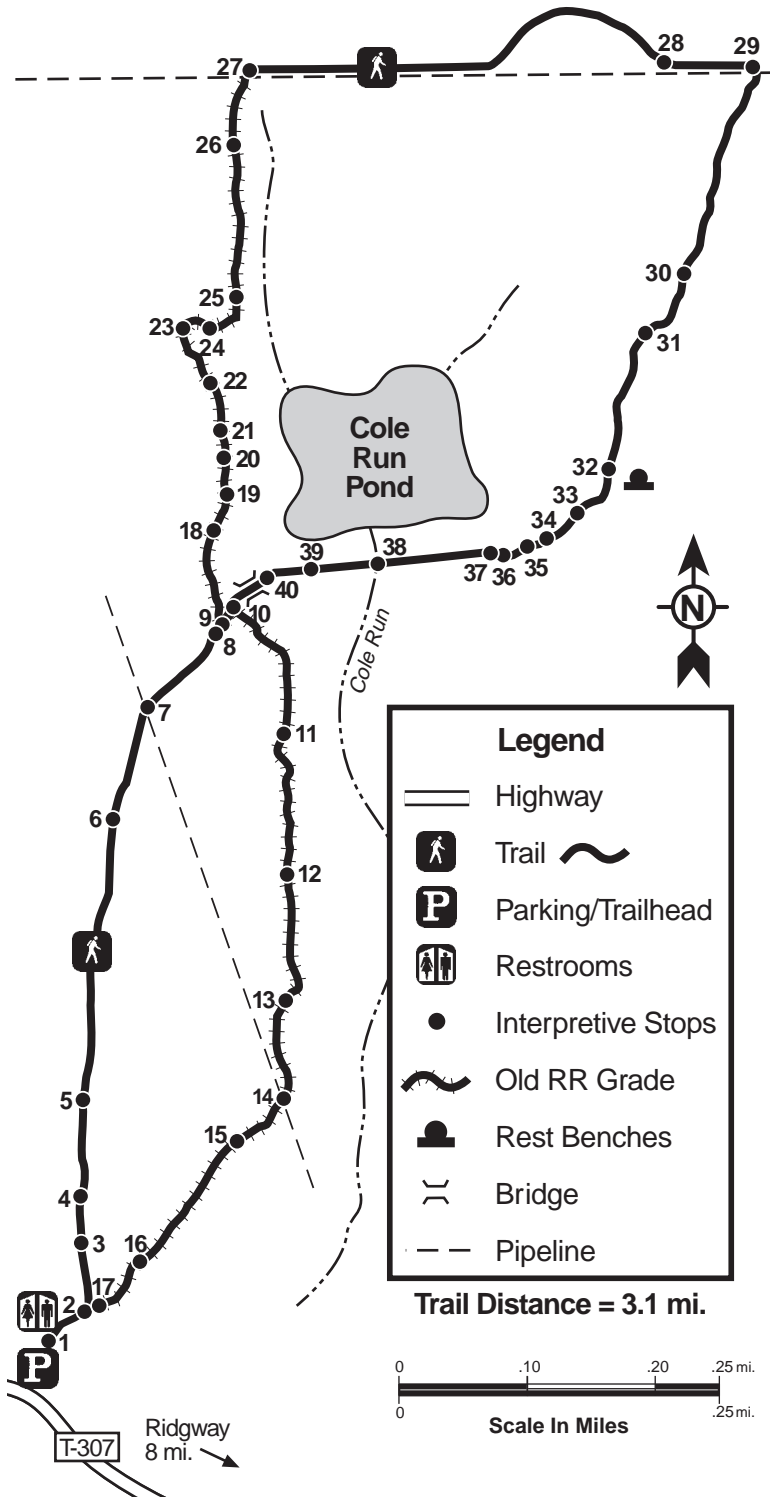 28
29
27
26
30
25
23
24
31
22
21
20
19
18
Cole
Run
Pond
32
33
34
35
36
37
38
39
40
10
9
8
N
Cole Run
7
11
6
12
13
14
5
15
4
3
16
17
2
1
P
Legend
Highway
Trail
P
Parking/Trailhead
Restrooms
Interpretive Stops
Old RR Grade
Rest Benches
Bridge
Pipeline
Trail Distance = 3.1 mi.
0 .10 .20 .25 mi.
0 .25 mi.
Scale In Miles
T-307
Ridgway
8 mi.